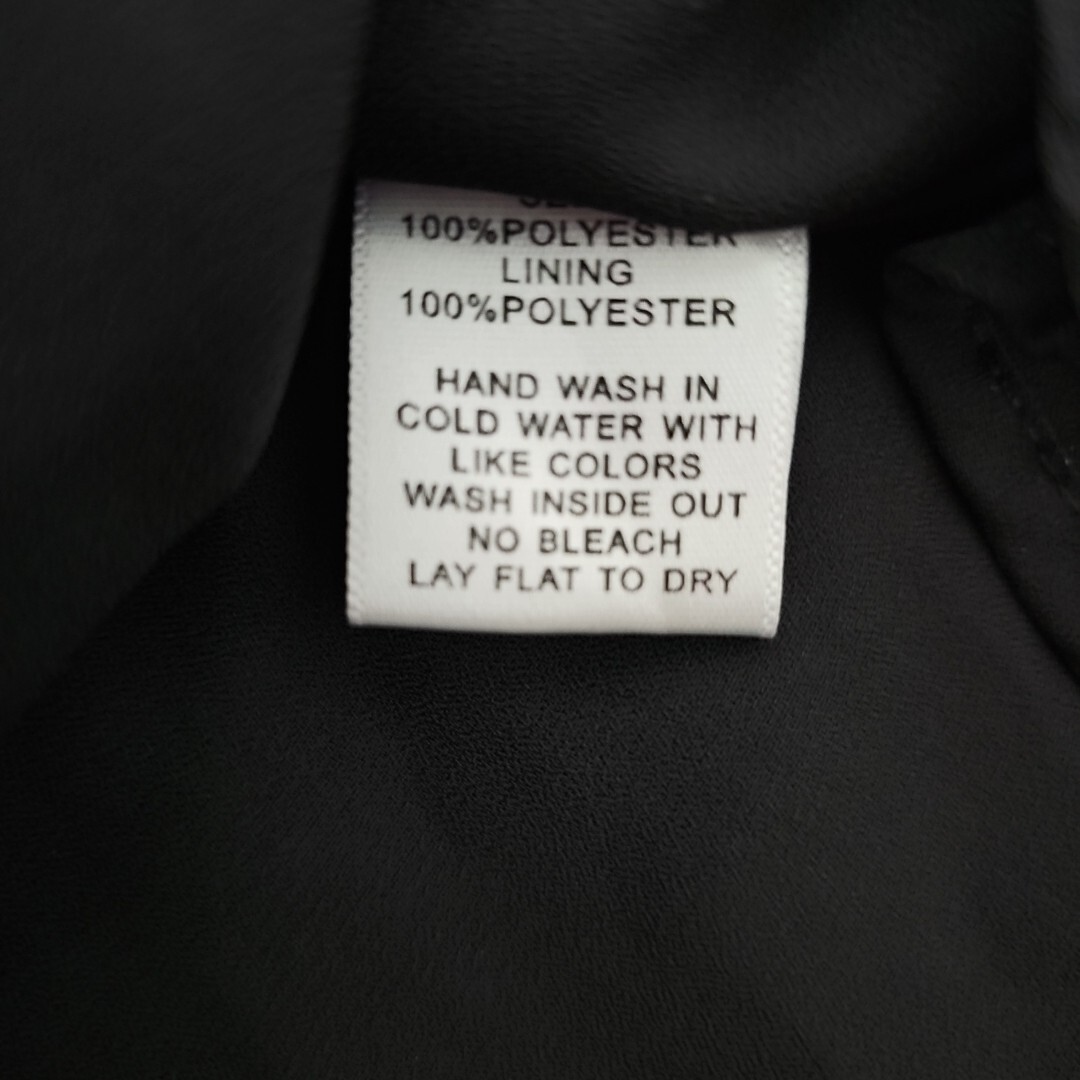 100%POLYESTER
LINING
100%POLYESTER
HAND WASH IN
COLD WATER WITH
LIKE COLORS
WASH INSIDE OUT
NO BLEACH
LAY FLAT TO DRY